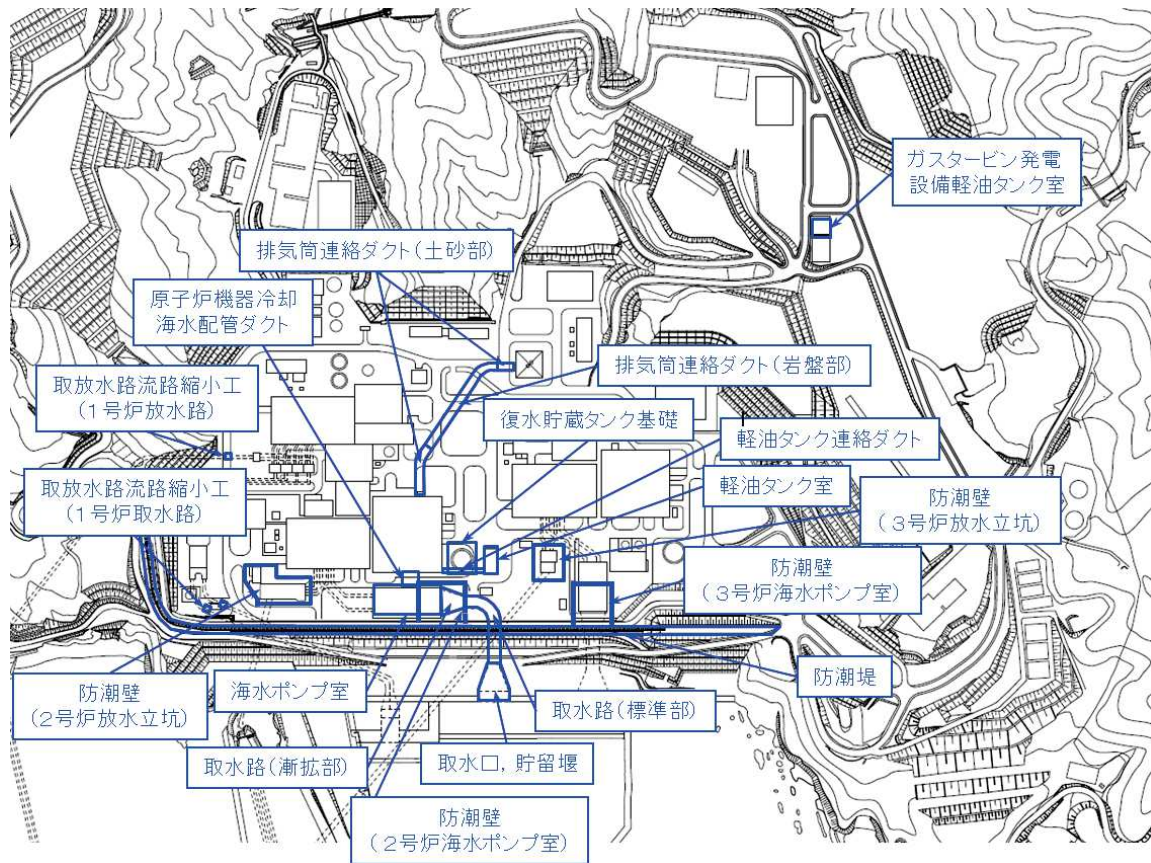 ガスタービン発電
設備軽油タンク室
排気筒連絡ダクト(土砂部)
原子炉機器冷却
海水配管ダクト
排気筒連絡ダクト(岩盤部)
取放水路流路縮小工
(1号炉放水路)
復水貯蔵タンク基礎
軽油タンク連絡ダクト
軽油タンク室
取放水路流路縮小工
(1号炉取水路)
防潮壁
(3号炉放水立坑)
防潮壁
(3号炉海水ポンプ室)
防潮壁
(2号炉放水立坑)
海水ポンプ室
取水路(標準部)
防潮堤
取水路(漸拡部)
取水口,貯留堰
防潮壁
(2号炉海水ポンプ室)